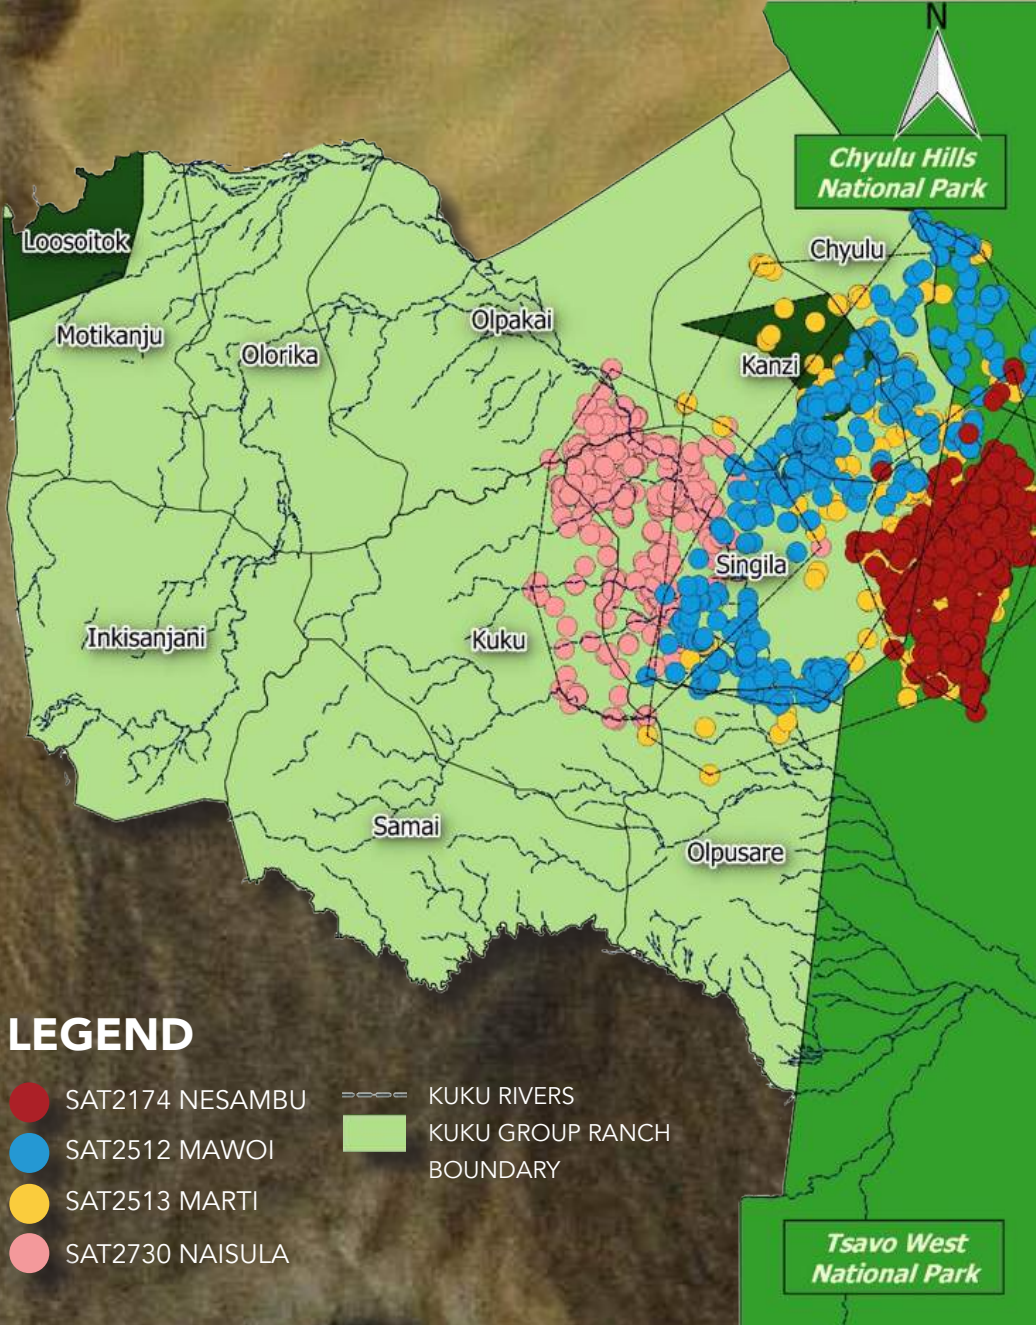 N
Chyulu Hills
National Park
Loosoitok
Chyulu
Motikanju
Olorika
Olpakai
Kanzi
Singila
Inkisanjani
Kuku
Samai
Olpusare
LEGEND
SAT2174 NESAMBU
SAT2512 MAWOI
SAT2513 MARTI
SAT2730 NAISULA
KUKU RIVERS
KUKU GROUP RANCH
BOUNDARY
Tsavo West
National Park